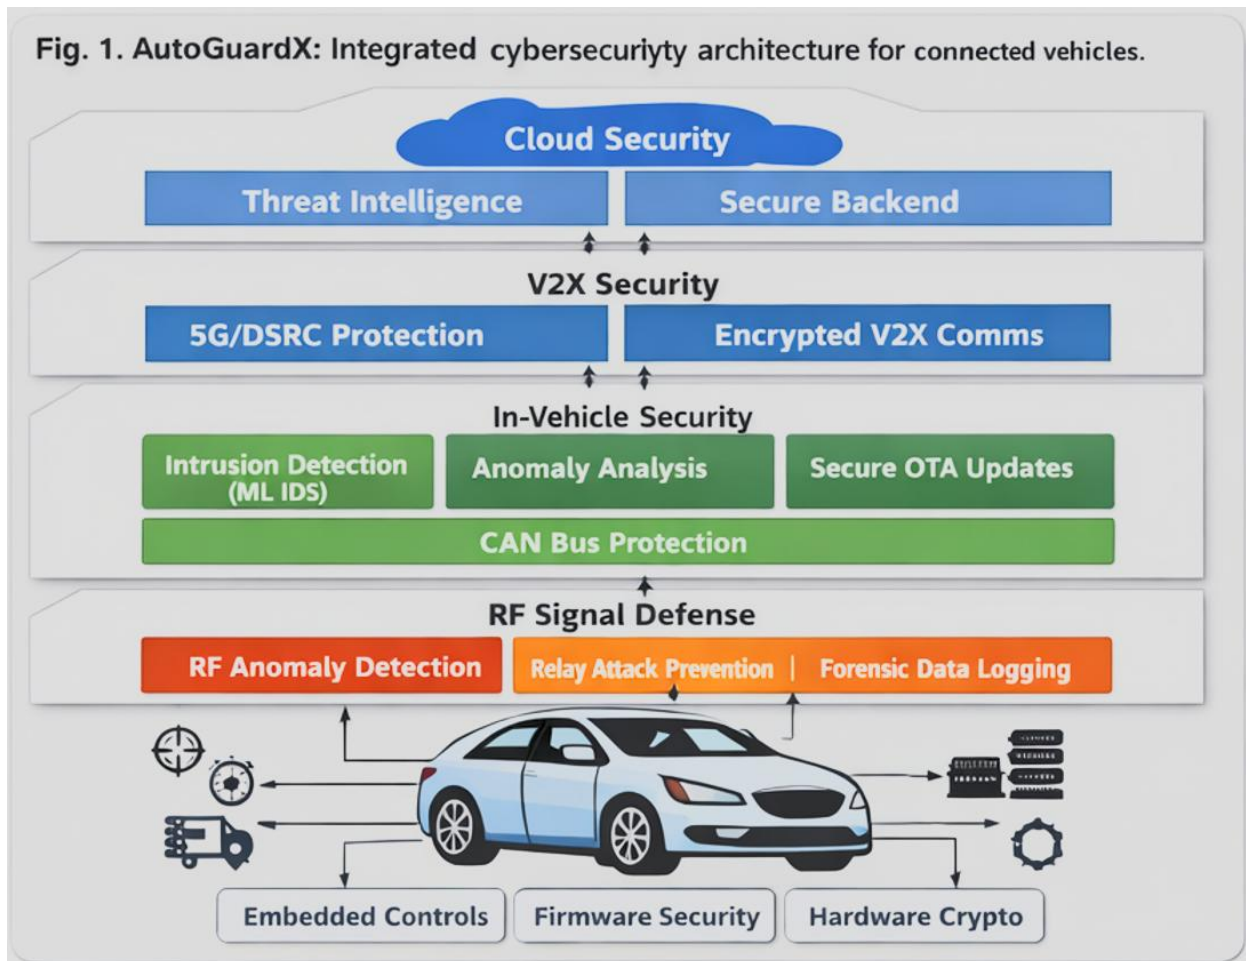 Fig. 1. AutoGuardX: Integrated cybersecuriyty architecture for connected vehicles.
Cloud Security
Threat Intelligence
Secure Backend
V2X Security
5G/DSRC Protection
Encrypted V2X Comms
In-Vehicle Security
Intrusion Detection
(ML IDS)
Anomaly Analysis
Secure OTA Updates
CAN Bus Protection
RF Signal Defense
RF Anomaly Detection
Relay Attack Prevention | Forensic Data Logging
Embedded Controls
Firmware Security
Hardware Crypto